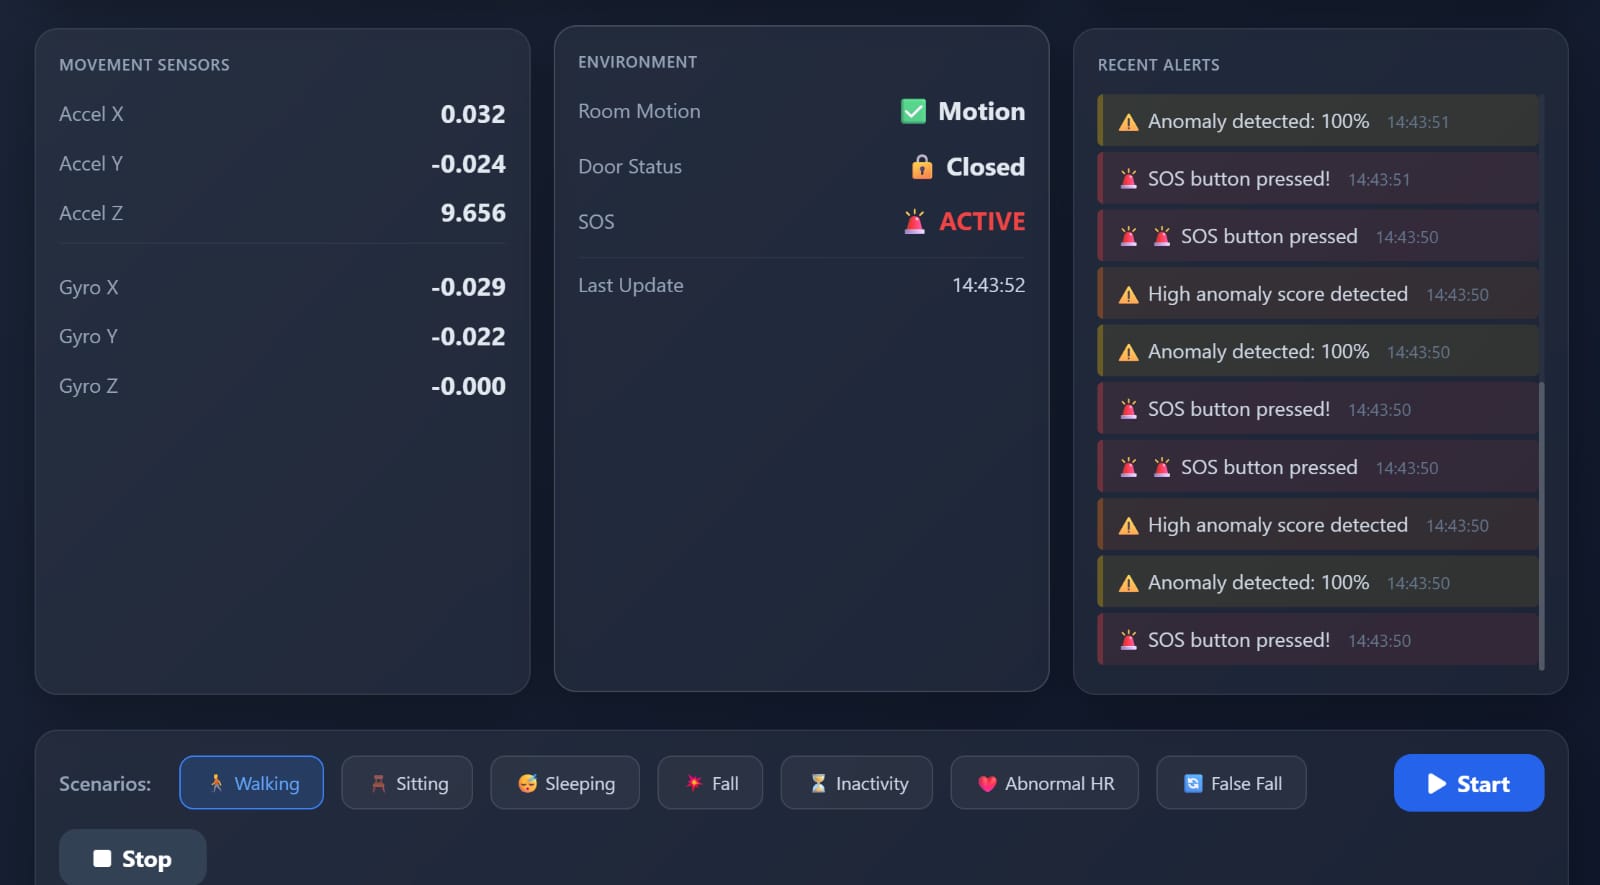 MOVEMENT SENSORS
Accel X 0.032
Accel Y -0.024
Accel Z 9.656
Gyro X -0.029
Gyro Y -0.022
Gyro Z -0.000
ENVIRONMENT
Room Motion ✅ Motion
Door Status 🔒 Closed
SOS 🚨 ACTIVE
Last Update 14:43:52
RECENT ALERTS
⚠️ Anomaly detected: 100% 14:43:51
🚨 SOS button pressed! 14:43:51
🚨 🚨 SOS button pressed 14:43:50
⚠️ High anomaly score detected 14:43:50
⚠️ Anomaly detected: 100% 14:43:50
🚨 SOS button pressed! 14:43:50
🚨 🚨 SOS button pressed 14:43:50
⚠️ High anomaly score detected 14:43:50
⚠️ Anomaly detected: 100% 14:43:50
🚨 SOS button pressed! 14:43:50
Scenarios: 🚶 Walking 🪑 Sitting 😴 Sleeping 💥 Fall ⏳ Inactivity ❤️ Abnormal HR 🔄 False Fall ▶ Start
⏹ Stop